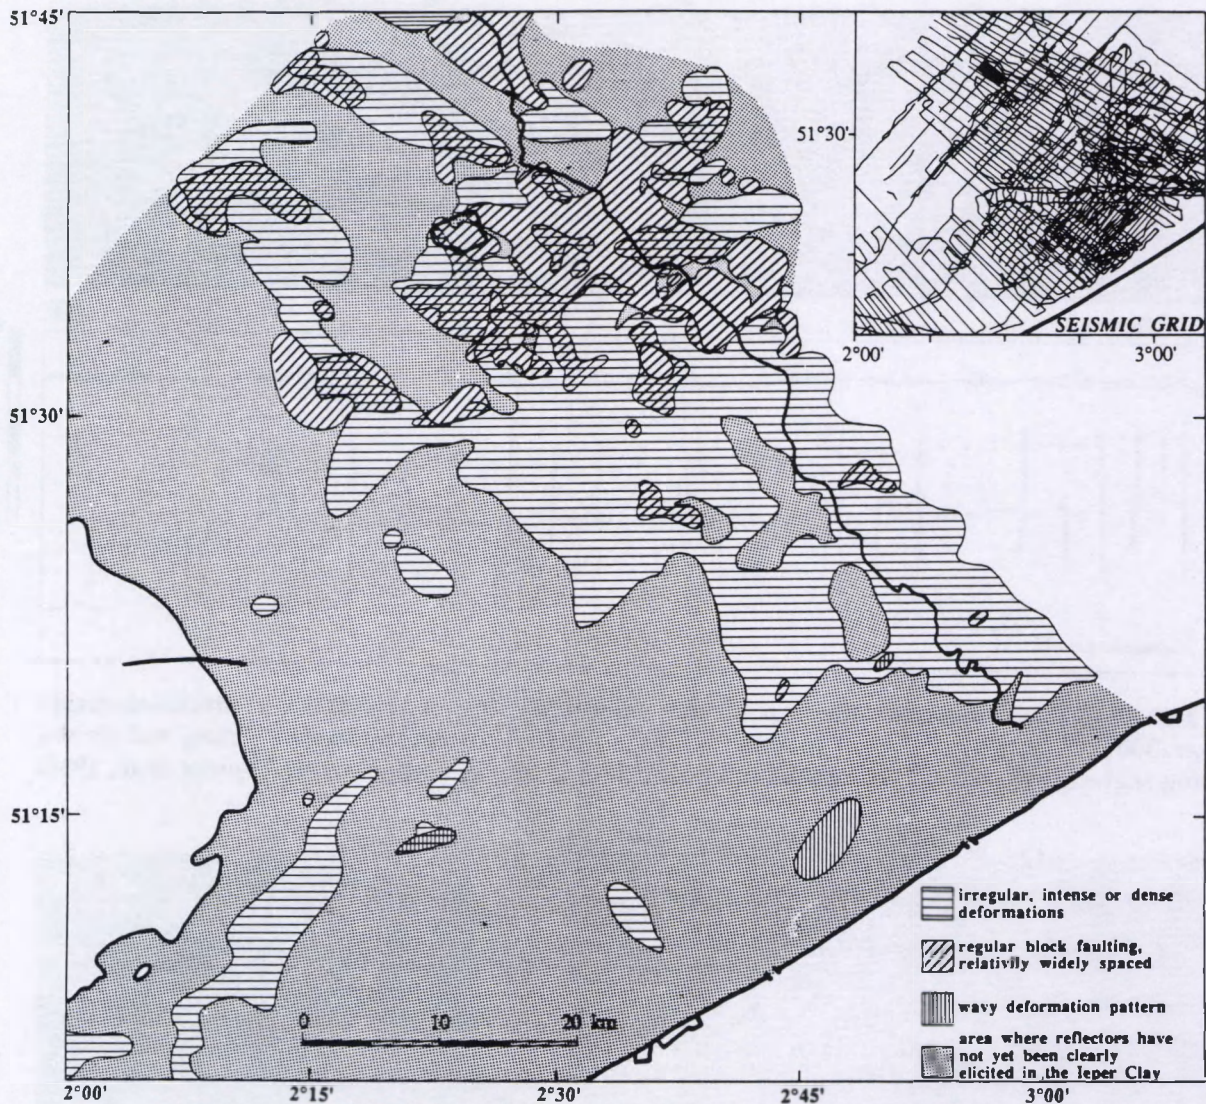 51°45'
51°30'
SEISMIC GRID
2°00'
3°00'
51°30'
51°15'
irregular, intense or dense
deformations
regular block faulting,
relativily widely spaced
wavy deformation pattern
area where reflectors have
not yet been clearly
elicited in the Ieper Clay
0 10 20 km
2°00'
2°15'
2°30'
2°45'
3°00'